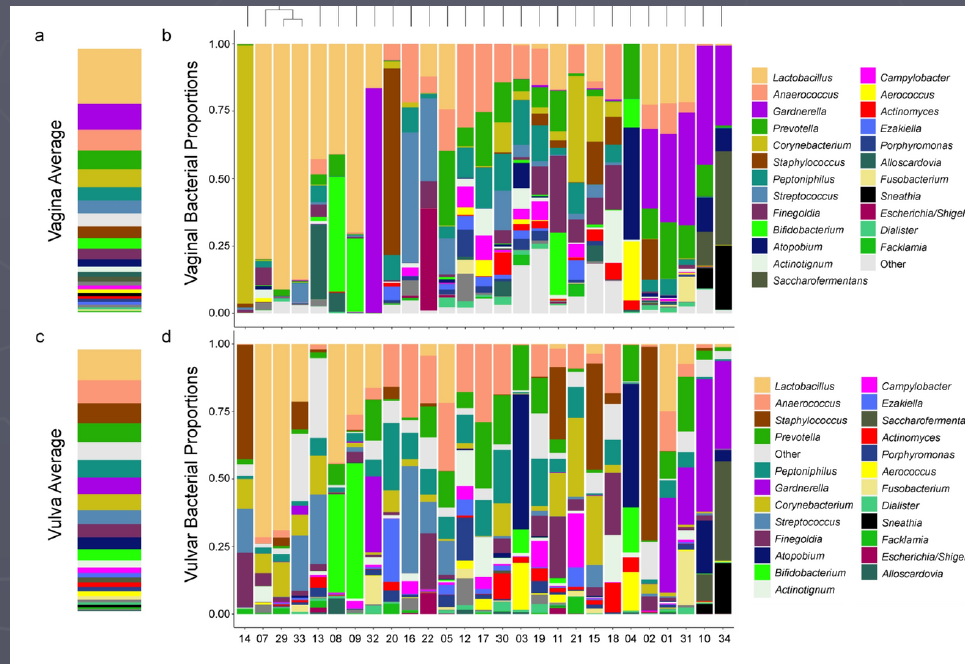 a
b
Vagina Average
Vaginal Bacterial Proportions
1.00
0.75
0.50
0.25
0.00
Lactobacillus
Anaerococcus
Gardnerella
Prevotella
Corynebacterium
Staphylococcus
Peptoniphilus
Streptococcus
Finegoldia
Bifidobacterium
Atopobium
Actinotignum
Saccharofermentans
Campylobacter
Aerococcus
Actinomyces
Ezakiella
Porphyromonas
Alloscardovia
Fusobacterium
Sneathia
Escherichia/Shigel
Dialister
Facklamia
Other
c
d
Vulva Average
Vulvar Bacterial Proportions
1.00
0.75
0.50
0.25
0.00
Lactobacillus
Anaerococcus
Staphylococcus
Prevotella
Other
Peptoniphilus
Gardnerella
Corynebacterium
Streptococcus
Finegoldia
Atopobium
Bifidobacterium
Actinotignum
Campylobacter
Ezakiella
Saccharofermenta
Actinomyces
Porphyromonas
Aerococcus
Fusobacterium
Dialister
Sneathia
Facklamia
Escherichia/Shigel
Alloscardovia
14 07 29 33 13 08 09 32 20 16 22 05 12 17 30 03 19 11 21 15 18 04 02 01 31 10 34